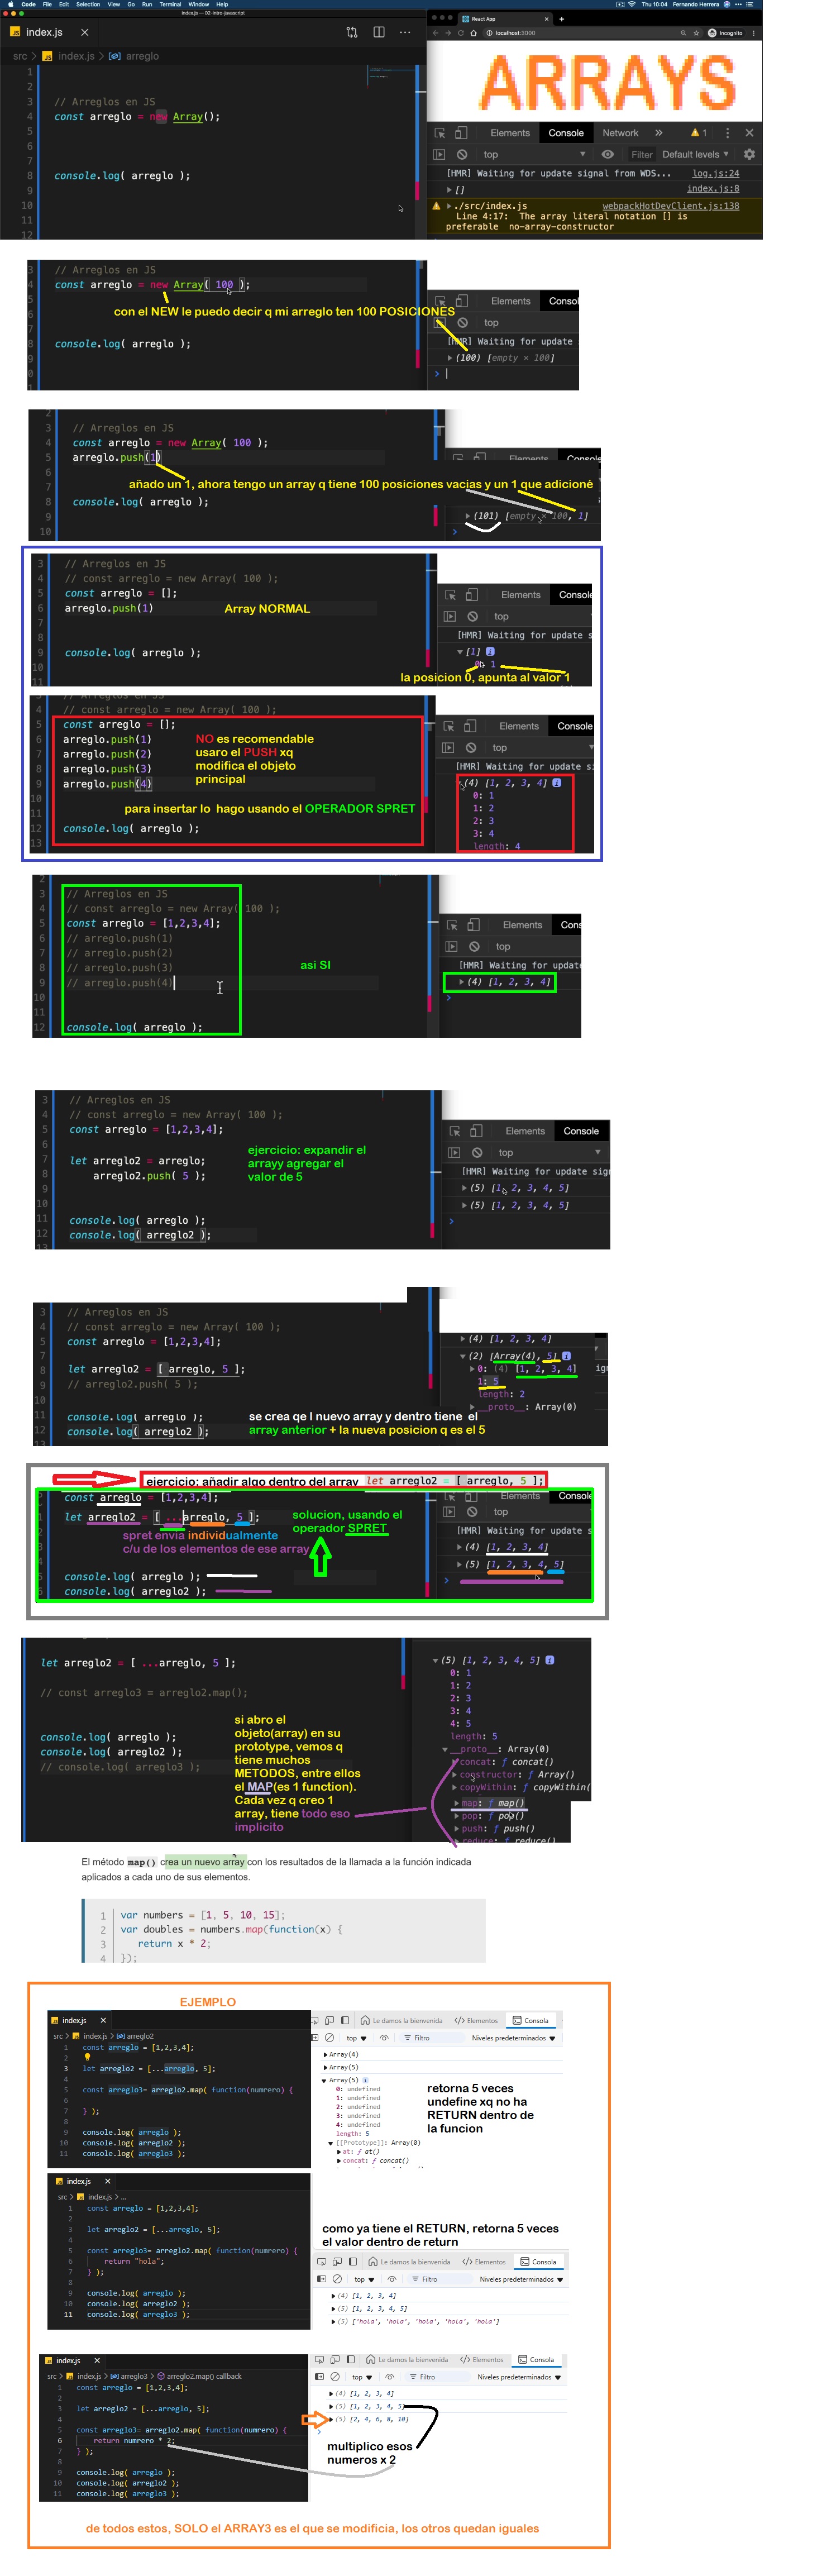 Code File Edit Selection View Go Run Terminal Window Help
Thu 10:04 Fernando Herrera
index.js — 02-intro-javascript
index.js
src > index.js > arreglo
1
2
3 // Arreglos en JS
4 const arreglo = new Array();
5
6
7
8 console.log( arreglo );
9
10
11
12
React App
localhost:3000
Incognito
ARRAYS
Elements Console Network 1
top Filter Default levels
[HMR] Waiting for update signal from WDS... log.js:24
[] index.js:8
./src/index.js webpackHotDevClient.js:138
Line 4:17: The array literal notation [] is
preferable no-array-constructor
3 // Arreglos en JS
4 const arreglo = new Array( 100 );
5
con el NEW le puedo decir q mi arreglo ten 100 POSICIONES
6
7
8 console.log( arreglo );
9
0
1
Elements Consol
top
[HMR] Waiting for update
(100) [empty × 100]
2
3 // Arreglos en JS
4 const arreglo = new Array( 100 );
5 arreglo.push(1)
6
7
añado un 1, ahora tengo un array q tiene 100 posiciones vacias y un 1 que adicioné
8 console.log( arreglo );
9
10
Elements Console
(101) [empty × 100, 1]
3 // Arreglos en JS
4 // const arreglo = new Array( 100 );
5 const arreglo = [];
6 arreglo.push(1)
Array NORMAL
7
8
9 console.log( arreglo );
10
11
Elements Console
top
[HMR] Waiting for update s
[1]
0: 1
la posicion 0, apunta al valor 1
// Arreglos en JS
4 // const arreglo = new Array( 100 );
5 const arreglo = [];
6 arreglo.push(1)
7 arreglo.push(2)
8 arreglo.push(3)
9 arreglo.push(4)
10
11
12 console.log( arreglo );
13
NO es recomendable
usaro el PUSH xq
modifica el objeto
principal
para insertar lo hago usando el OPERADOR SPRET
Elements Console
top
[HMR] Waiting for update si
(4) [1, 2, 3, 4]
0: 1
1: 2
2: 3
3: 4
length: 4
2
3 // Arreglos en JS
4 // const arreglo = new Array( 100 );
5 const arreglo = [1,2,3,4];
6 // arreglo.push(1)
7 // arreglo.push(2)
8 // arreglo.push(3)
9 // arreglo.push(4)
10
11
12 console.log( arreglo );
asi SI
Elements Cons
top
[HMR] Waiting for updat
(4) [1, 2, 3, 4]
3 // Arreglos en JS
4 // const arreglo = new Array( 100 );
5 const arreglo = [1,2,3,4];
6
7 let arreglo2 = arreglo;
8 arreglo2.push( 5 );
9
10
11 console.log( arreglo );
12 console.log( arreglo2 );
13
ejercicio: expandir el
arrayy agregar el
valor de 5
Elements Console
top
[HMR] Waiting for update sign
(5) [1, 2, 3, 4, 5]
(5) [1, 2, 3, 4, 5]
3 // Arreglos en JS
4 // const arreglo = new Array( 100 );
5 const arreglo = [1,2,3,4];
6
7
8 let arreglo2 = [ arreglo, 5 ];
9 // arreglo2.push( 5 );
10
11 console.log( arreglo );
12 console.log( arreglo2 );
13
(4) [1, 2, 3, 4]
(2) [Array(4), 5]
0: (4) [1, 2, 3, 4]
1: 5
length: 2
__proto__: Array(0)
se crea qe l nuevo array y dentro tiene el
array anterior + la nueva posicion q es el 5
ejercicio: añadir algo dentro del array let arreglo2 = [ arreglo, 5 ];
const arreglo = [1,2,3,4];
let arreglo2 = [ ...arreglo, 5 ];
spret envia individualmente
c/u de los elementos de ese array
solucion, usando el
operador SPRET
console.log( arreglo );
console.log( arreglo2 );
Elements Console
top
[HMR] Waiting for update s
(4) [1, 2, 3, 4]
(5) [1, 2, 3, 4, 5]
let arreglo2 = [ ...arreglo, 5 ];
// const arreglo3 = arreglo2.map();
console.log( arreglo );
console.log( arreglo2 );
// console.log( arreglo3 );
si abro el
objeto(array) en su
prototype, vemos q
tiene muchos
METODOS, entre ellos
el MAP(es 1 function).
Cada vez q creo 1
array, tiene todo eso
implicito
(5) [1, 2, 3, 4, 5]
0: 1
1: 2
2: 3
3: 4
4: 5
length: 5
__proto__: Array(0)
concat: ƒ concat()
constructor: ƒ Array()
copyWithin: ƒ copyWithin(
map: ƒ map()
pop: ƒ pop()
push: ƒ push()
reduce: ƒ reduce()
El método map() crea un nuevo array con los resultados de la llamada a la función indicada
aplicados a cada uno de sus elementos.
1 var numbers = [1, 5, 10, 15];
2 var doubles = numbers.map(function(x) {
3 return x * 2;
4 });
EJEMPLO
index.js
src > index.js > arreglo2
1 const arreglo = [1,2,3,4];
2
3 let arreglo2 = [...arreglo, 5];
4
5 const arreglo3= arreglo2.map( function(numrero) {
6
7 } );
8
9 console.log( arreglo );
10 console.log( arreglo2 );
11 console.log( arreglo3 );
Le damos la bienvenida Elementos Consola
top Filtro Niveles predeterminados
Array(4)
Array(5)
Array(5)
0: undefined
1: undefined
2: undefined
3: undefined
4: undefined
length: 5
[[Prototype]]: Array(0)
at: ƒ at()
concat: ƒ concat()
retorna 5 veces
undefine xq no ha
RETURN dentro de
la funcion
index.js
src > index.js > ...
1 const arreglo = [1,2,3,4];
2
3 let arreglo2 = [...arreglo, 5];
4
5 const arreglo3= arreglo2.map( function(numrero) {
6 return "hola";
7 } );
8
9 console.log( arreglo );
10 console.log( arreglo2 );
11 console.log( arreglo3 );
como ya tiene el RETURN, retorna 5 veces
el valor dentro de return
Le damos la bienvenida Elementos Consola
top Filtro Niveles predeterminados
(4) [1, 2, 3, 4]
(5) [1, 2, 3, 4, 5]
(5) ['hola', 'hola', 'hola', 'hola', 'hola']
index.js
src > index.js > arreglo3 > arreglo2.map() callback
1 const arreglo = [1,2,3,4];
2
3 let arreglo2 = [...arreglo, 5];
4
5 const arreglo3= arreglo2.map( function(numrero) {
6 return numrero * 2;
7 } );
8
9 console.log( arreglo );
10 console.log( arreglo2 );
11 console.log( arreglo3 );
Le damos la bienvenida Elementos Consola
top Filtro Niveles predeterminados
(4) [1, 2, 3, 4]
(5) [1, 2, 3, 4, 5]
(5) [2, 4, 6, 8, 10]
multiplico esos
numeros x 2
de todos estos, SOLO el ARRAY3 es el que se modificia, los otros quedan iguales